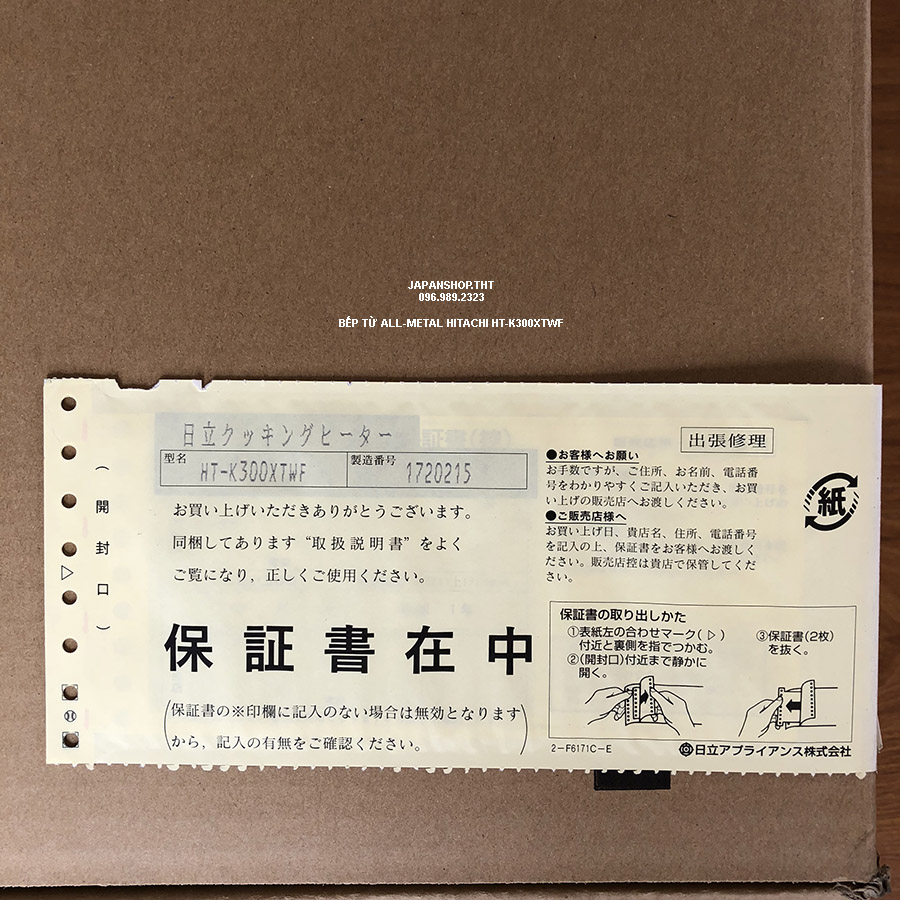 JAPANSHOP.THT
096.989.2323
BẾP TỪ ALL-METAL HITACHI HT-K300XTWF
日立クッキングヒーター
型名 HT-K300XTWF 製造番号 1720215
お買い上げいただきありがとうございます。
同梱してあります“取扱説明書”をよく
ご覧になり，正しくご使用ください。
保証書在中
(保証書の※印欄に記入のない場合は無効となります
から，記入の有無をご確認ください。)
(開封口)
▷
出張修理
●お客様へお願い
お手数ですが、ご住所、お名前、電話番
号をわかりやすくご記入いただき、お買
い上げの販売店へお渡しください。
●ご販売店様へ
お買い上げ日、貴店名、住所、電話番号
を記入の上、保証書をお客様へお渡しくだ
さい。販売店控は貴店で保管してくだ
さい。
紙
保証書の取り出しかた
①表紙左の合わせマーク(▷)
付近と裏側を指でつかむ。
②(開封口)付近まで静かに
開く。
③保証書(2枚)
を抜く。
2-F6171C-E
日立アプライアンス株式会社